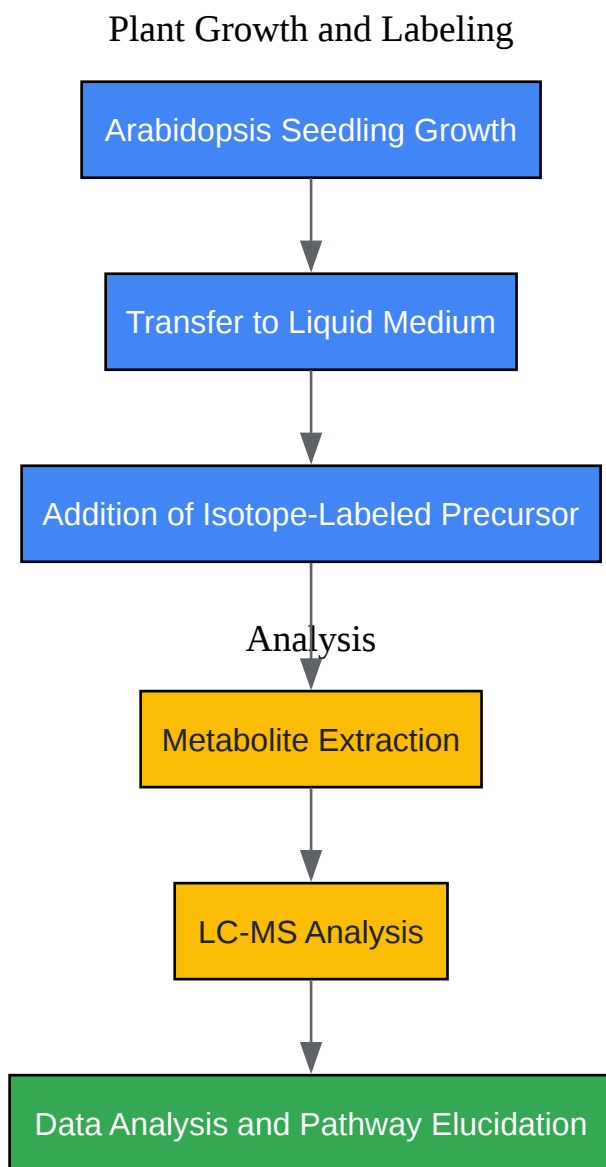 Plant Growth and Labeling
Arabidopsis Seedling Growth
Transfer to Liquid Medium
Addition of Isotope-Labeled Precursor
Analysis
Metabolite Extraction
LC-MS Analysis
Data Analysis and Pathway Elucidation